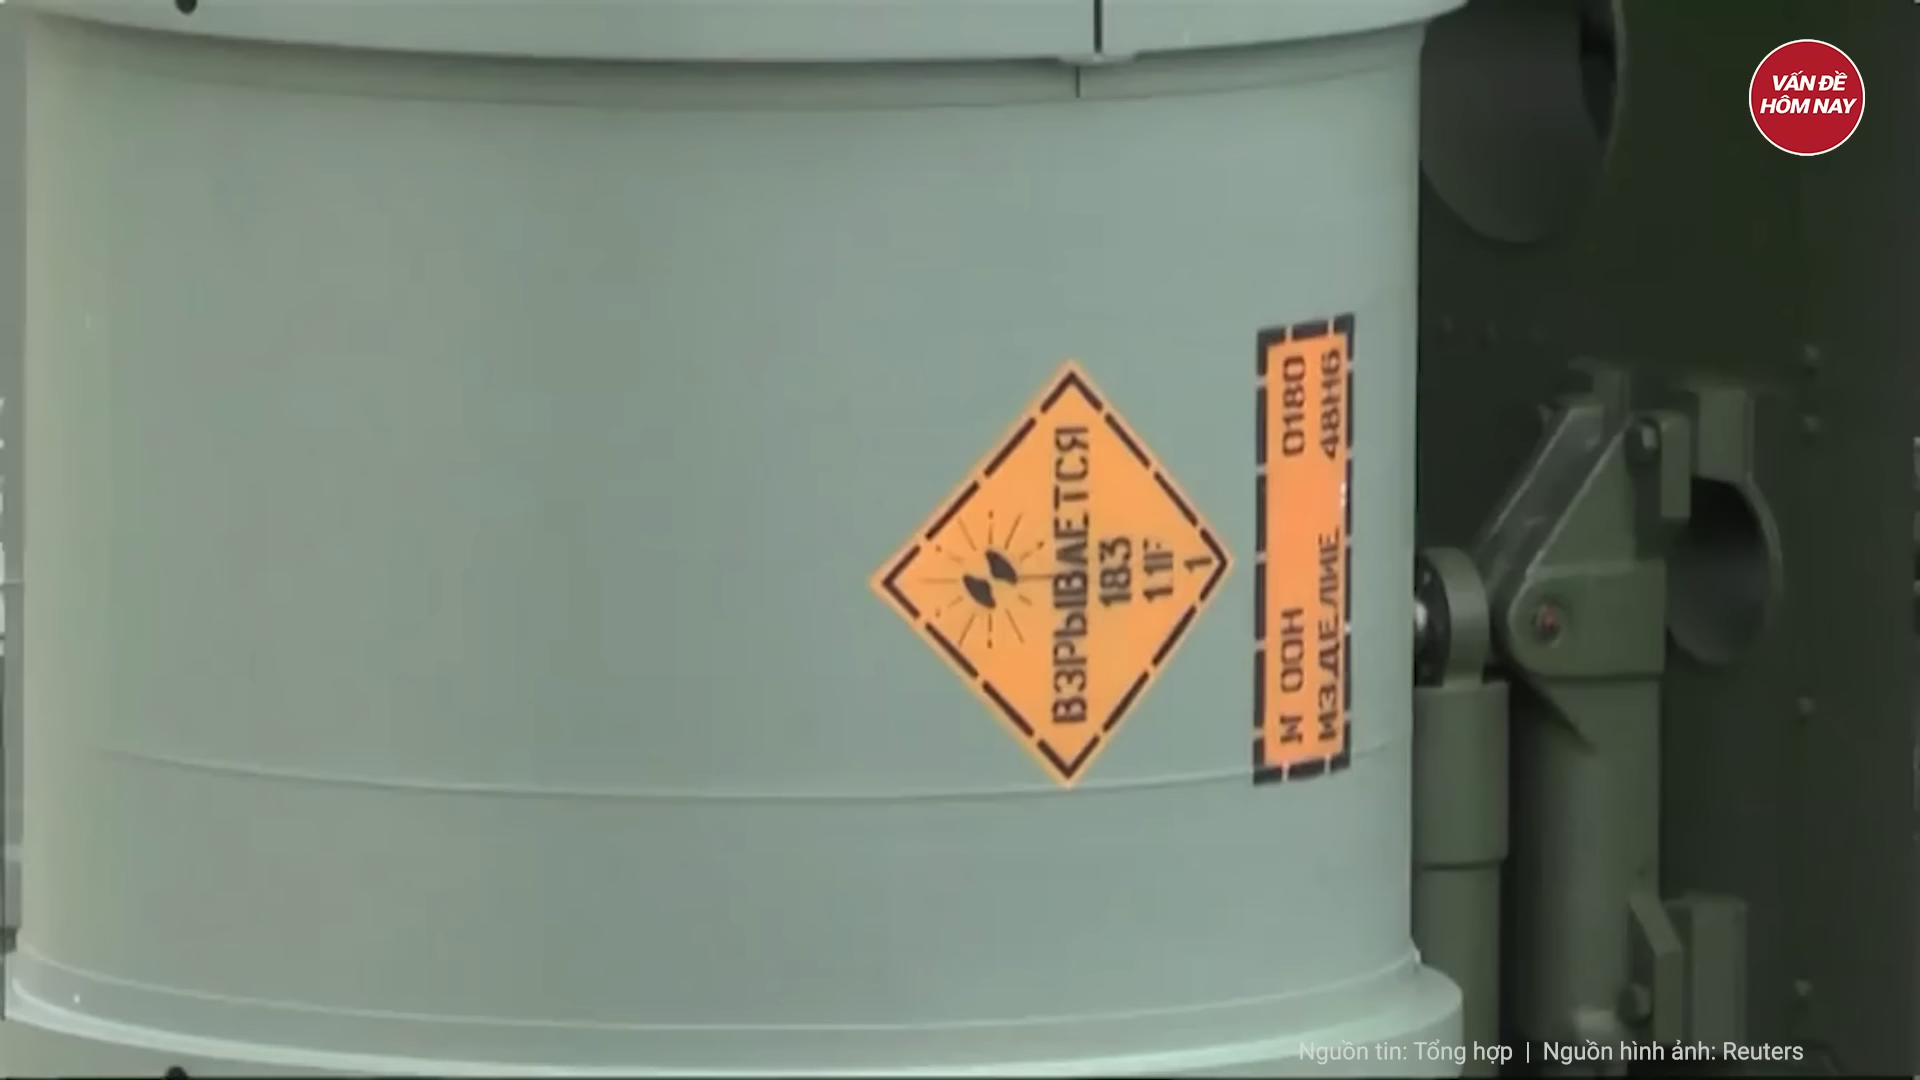 VẤN ĐỀ
HÔM NAY
ВЗРЫВАЕТСЯ
183
1.1F
1
N ООН 0180
ИЗДЕЛИЕ 48Н6
Nguồn tin: Tổng hợp | Nguồn hình ảnh: Reuters